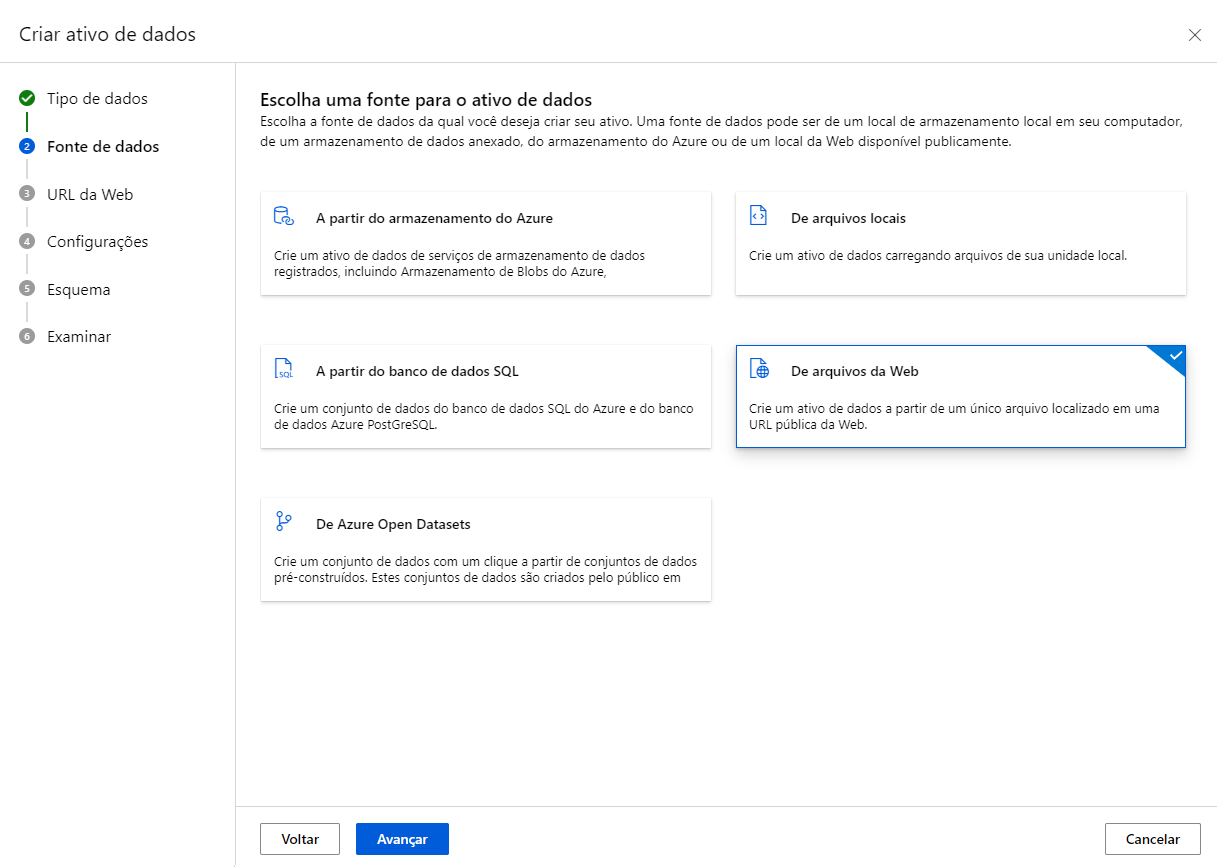 Criar ativo de dados
Tipo de dados
2 Fonte de dados
3 URL da Web
4 Configurações
5 Esquema
6 Examinar
Escolha uma fonte para o ativo de dados
Escolha a fonte de dados da qual você deseja criar seu ativo. Uma fonte de dados pode ser de um local de armazenamento local em seu computador,
de um armazenamento de dados anexado, do armazenamento do Azure ou de um local da Web disponível publicamente.
A partir do armazenamento do Azure
Crie um ativo de dados de serviços de armazenamento de dados
registrados, incluindo Armazenamento de Blobs do Azure,
De arquivos locais
Crie um ativo de dados carregando arquivos de sua unidade local.
SQL
A partir do banco de dados SQL
Crie um conjunto de dados do banco de dados SQL do Azure e do banco
de dados Azure PostGreSQL.
De arquivos da Web
Crie um ativo de dados a partir de um único arquivo localizado em uma
URL pública da Web.
De Azure Open Datasets
Crie um conjunto de dados com um clique a partir de conjuntos de dados
pré-construídos. Estes conjuntos de dados são criados pelo público em
Voltar
Avançar
Cancelar